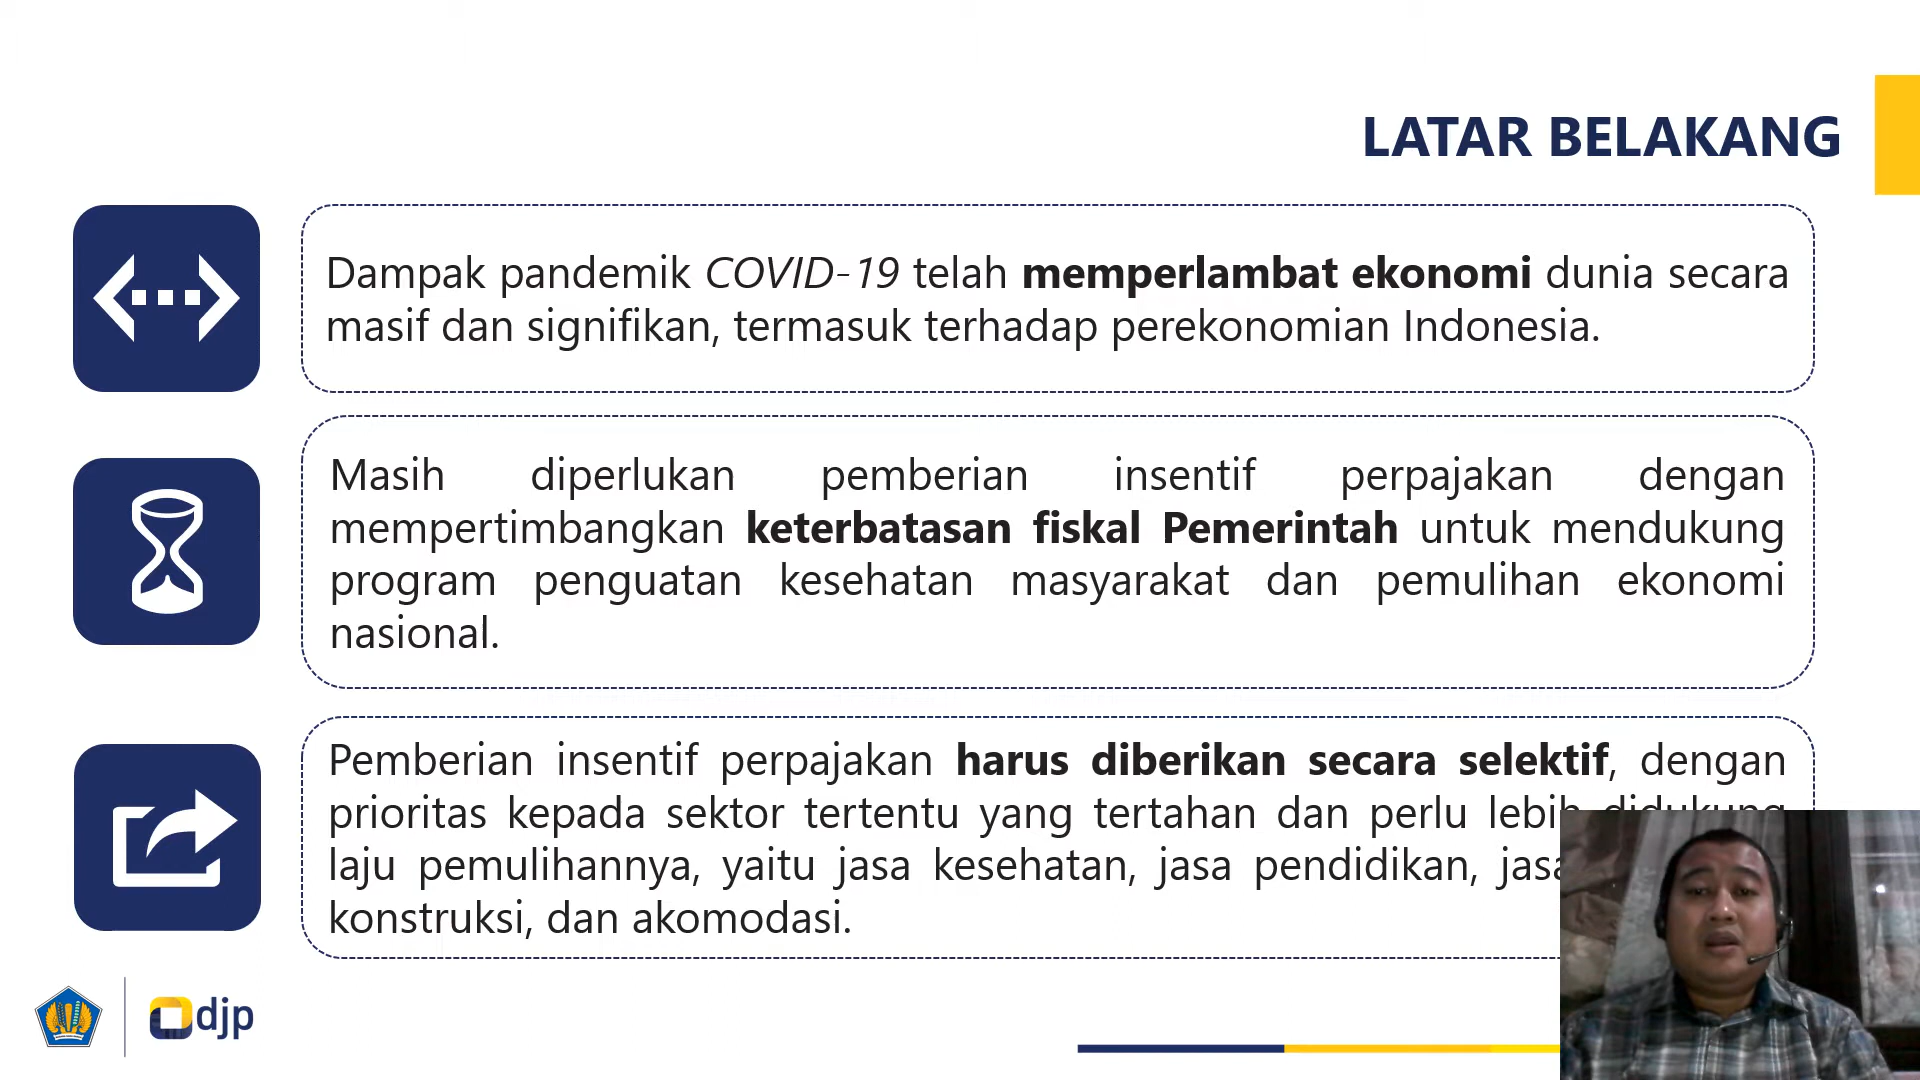 LATAR BELAKANG
Dampak pandemik COVID-19 telah memperlambat ekonomi dunia secara
masif dan signifikan, termasuk terhadap perekonomian Indonesia.
Masih diperlukan pemberian insentif perpajakan dengan
mempertimbangkan keterbatasan fiskal Pemerintah untuk mendukung
program penguatan kesehatan masyarakat dan pemulihan ekonomi
nasional.
Pemberian insentif perpajakan harus diberikan secara selektif, dengan
prioritas kepada sektor tertentu yang tertahan dan perlu lebih didukung
laju pemulihannya, yaitu jasa kesehatan, jasa pendidikan, jasa
konstruksi, dan akomodasi.
djp